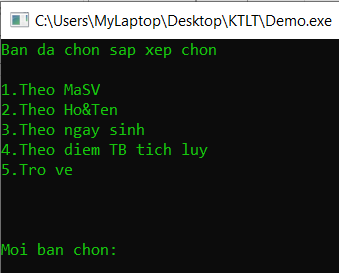 C:\Users\MyLaptop\Desktop\KTLT\Demo.exe
Ban da chon sap xep chon
1.Theo MaSV
2.Theo Ho&Ten
3.Theo ngay sinh
4.Theo diem TB tich luy
5.Tro ve
Moi ban chon: